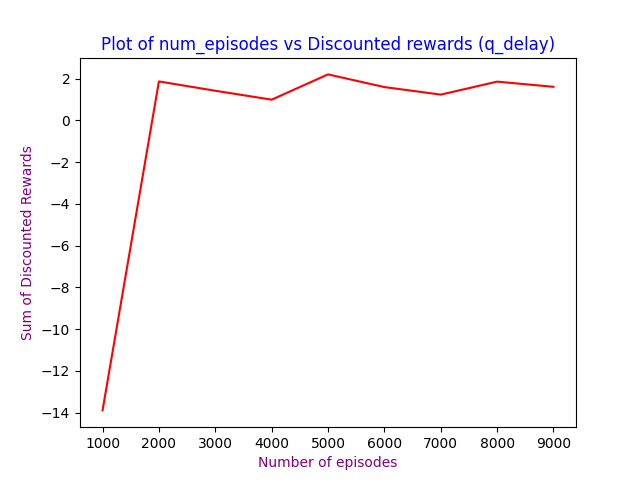 Plot of num_episodes vs Discounted rewards (q_delay)
Sum of Discounted Rewards
2
0
−2
−4
−6
−8
−10
−12
−14
1000 2000 3000 4000 5000 6000 7000 8000 9000
Number of episodes